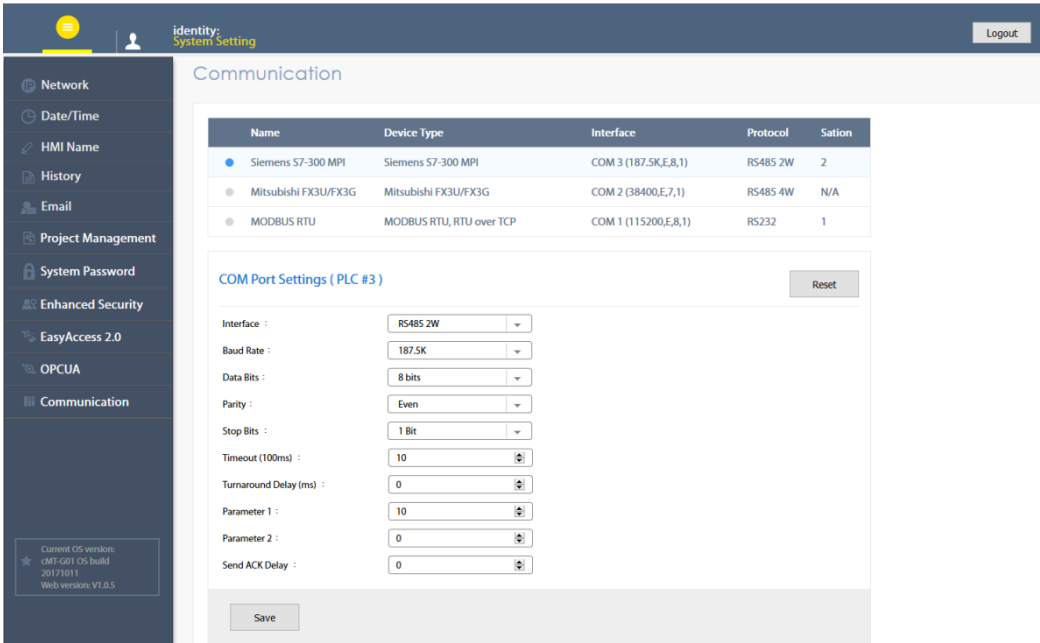 identity:
System Setting
Logout
Network
Date/Time
HMI Name
History
Email
Project Management
System Password
Enhanced Security
EasyAccess 2.0
OPCUA
Communication
Current OS version:
cMT-G01 OS build
20171011
Web version: V1.0.5
Communication
Name Device Type Interface Protocol Sation
Siemens S7-300 MPI Siemens S7-300 MPI COM 3 (187.5K,E,8,1) RS485 2W 2
Mitsubishi FX3U/FX3G Mitsubishi FX3U/FX3G COM 2 (38400,E,7,1) RS485 4W N/A
MODBUS RTU MODBUS RTU, RTU over TCP COM 1 (115200,E,8,1) RS232 1
COM Port Settings ( PLC #3 ) Reset
Interface : RS485 2W
Baud Rate : 187.5K
Data Bits : 8 bits
Parity : Even
Stop Bits : 1 Bit
Timeout (100ms) : 10
Turnaround Delay (ms) : 0
Parameter 1 : 10
Parameter 2 : 0
Send ACK Delay : 0
Save